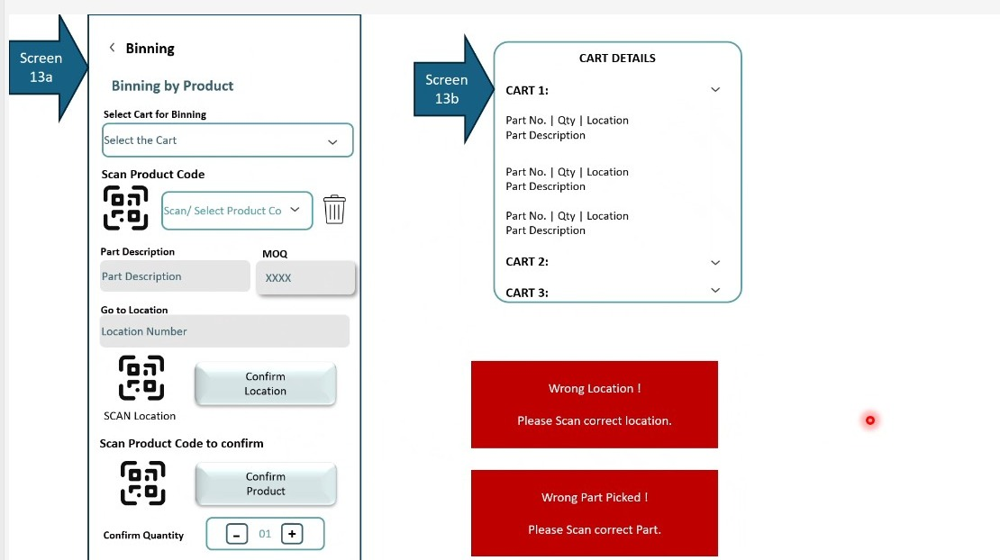 Screen
13a
Binning
Binning by Product
Select Cart for Binning
Select the Cart
Scan Product Code
Scan/ Select Product Co
Part Description
MOQ
Part Description
XXXX
Go to Location
Location Number
Confirm
Location
SCAN Location
Scan Product Code to confirm
Confirm
Product
Confirm Quantity
- 01 +
Screen
13b
CART DETAILS
CART 1:
Part No. | Qty | Location
Part Description
Part No. | Qty | Location
Part Description
Part No. | Qty | Location
Part Description
CART 2:
CART 3:
Wrong Location !
Please Scan correct location.
Wrong Part Picked !
Please Scan correct Part.